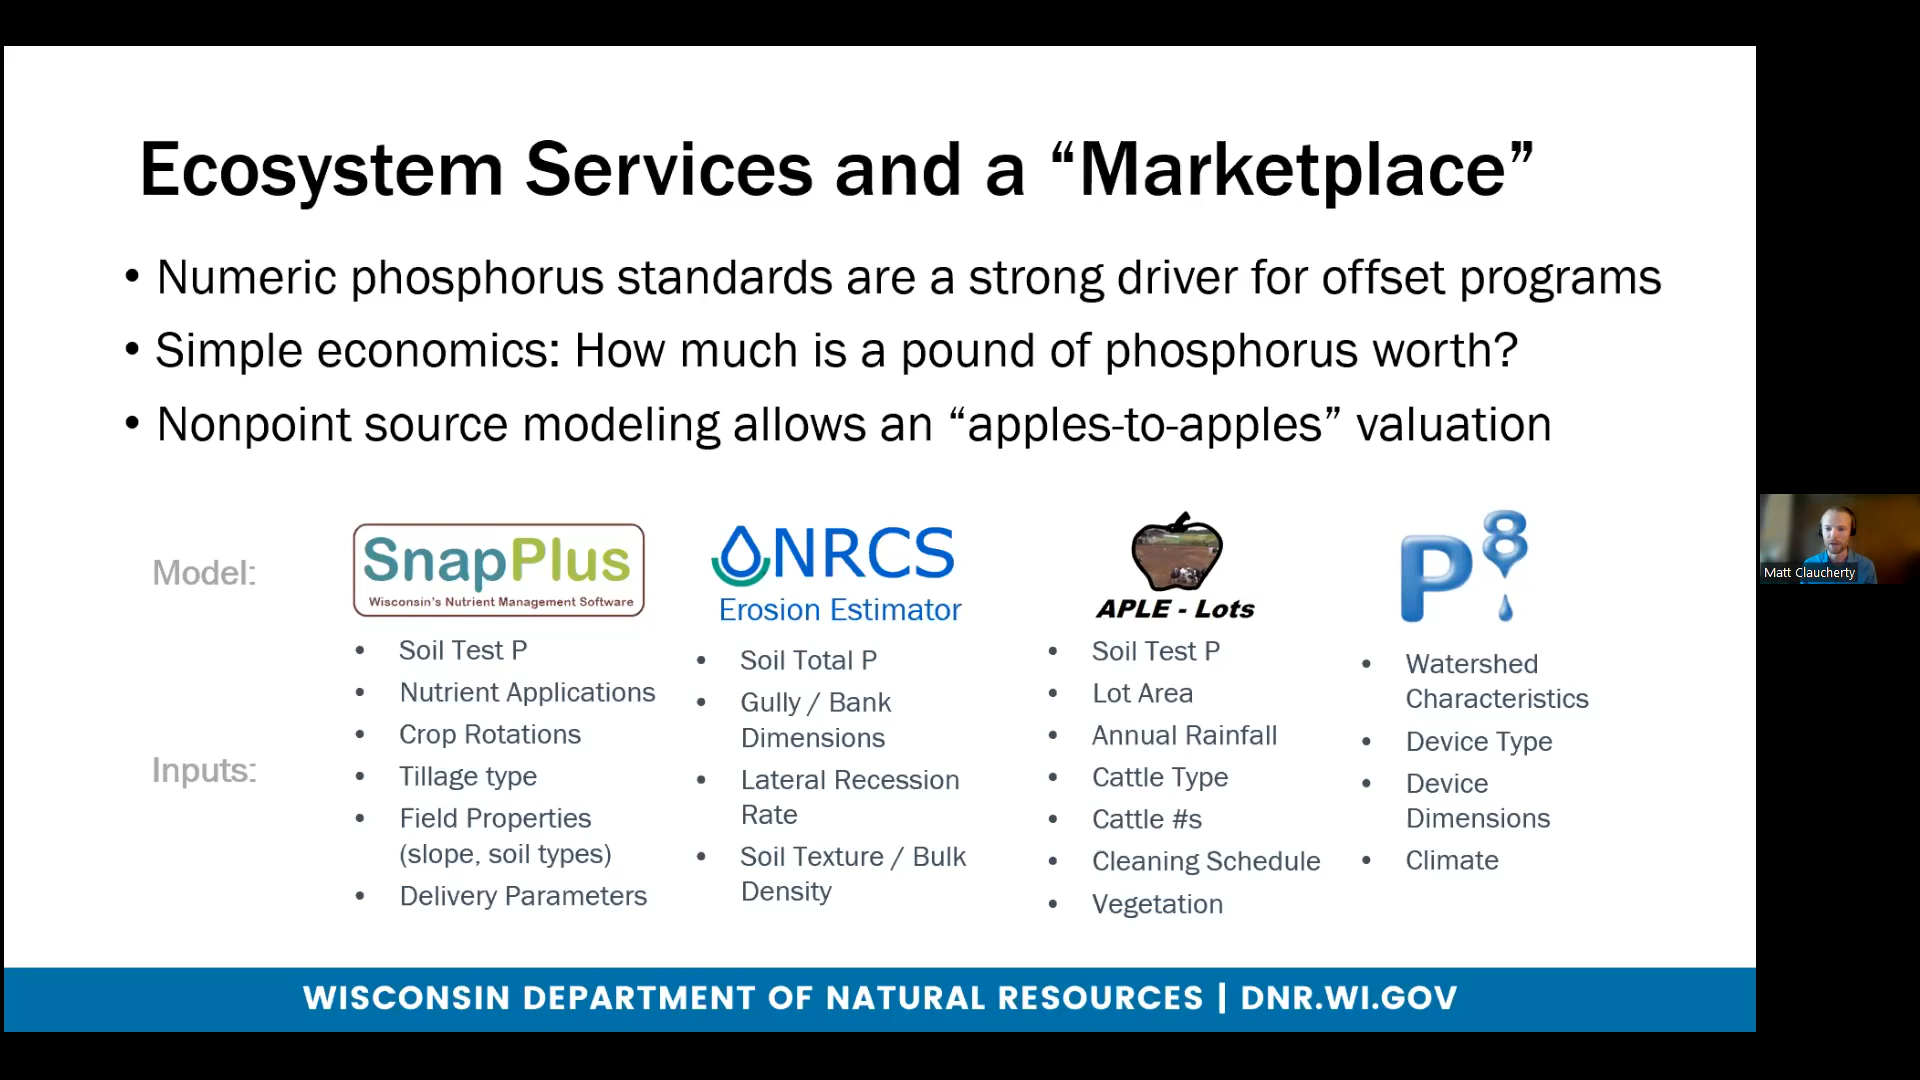 Ecosystem Services and a “Marketplace”
• Numeric phosphorus standards are a strong driver for offset programs
• Simple economics: How much is a pound of phosphorus worth?
• Nonpoint source modeling allows an “apples-to-apples” valuation
Model:
SnapPlus
Wisconsin's Nutrient Management Software
NRCS
Erosion Estimator
APLE - Lots
P8
Inputs:
• Soil Test P
• Nutrient Applications
• Crop Rotations
• Tillage type
• Field Properties
(slope, soil types)
• Delivery Parameters
• Soil Total P
• Gully / Bank
Dimensions
• Lateral Recession
Rate
• Soil Texture / Bulk
Density
• Soil Test P
• Lot Area
• Annual Rainfall
• Cattle Type
• Cattle #s
• Cleaning Schedule
• Vegetation
• Watershed
Characteristics
• Device Type
• Device
Dimensions
• Climate
WISCONSIN DEPARTMENT OF NATURAL RESOURCES | DNR.WI.GOV
Matt Claucherty